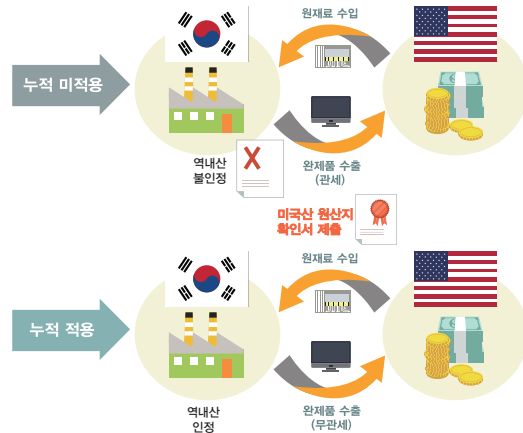 원재료 수입
누적 미적용
역내산
불인정
완제품 수출
(관세)
미국산 원산지
확인서 제출
원재료 수입
누적 적용
역내산
인정
완제품 수출
(무관세)